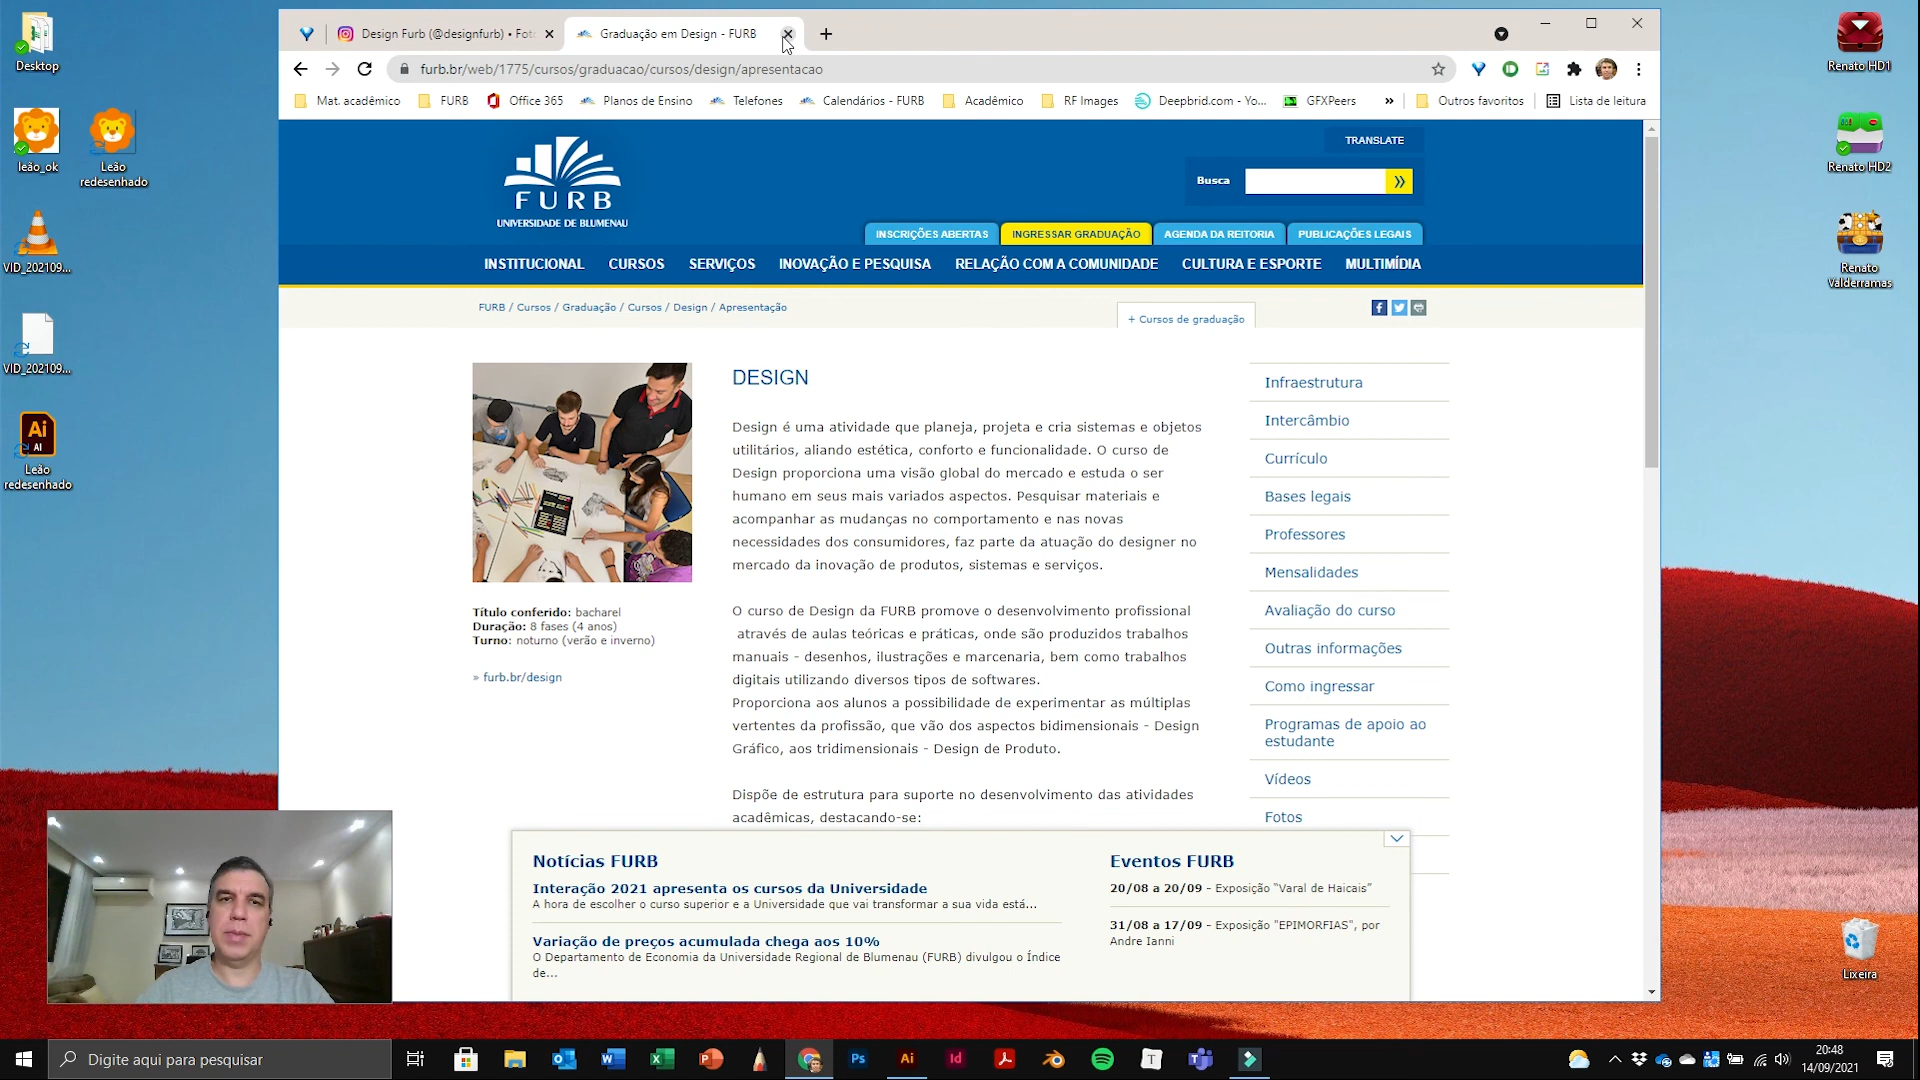 Desktop
leão_ok
Leão
redesenhado
VID_202109...
VID_202109...
Ai
AI
Leão
redesenhado
Design Furb (@designfurb) • Fot
Graduação em Design - FURB
furb.br/web/1775/cursos/graduacao/cursos/design/apresentacao
Mat. acadêmico
FURB
Office 365
Planos de Ensino
Telefones
Calendários - FURB
Acadêmico
RF Images
Deepbrid.com - Yo...
GFXPeers
»
Outros favoritos
Lista de leitura
FURB
UNIVERSIDADE DE BLUMENAU
TRANSLATE
Busca
»
INSCRIÇÕES ABERTAS
INGRESSAR GRADUAÇÃO
AGENDA DA REITORIA
PUBLICAÇÕES LEGAIS
INSTITUCIONAL
CURSOS
SERVIÇOS
INOVAÇÃO E PESQUISA
RELAÇÃO COM A COMUNIDADE
CULTURA E ESPORTE
MULTIMÍDIA
FURB / Cursos / Graduação / Cursos / Design / Apresentação
+ Cursos de graduação
Título conferido: bacharel
Duração: 8 fases (4 anos)
Turno: noturno (verão e inverno)
» furb.br/design
DESIGN
Design é uma atividade que planeja, projeta e cria sistemas e objetos
utilitários, aliando estética, conforto e funcionalidade. O curso de
Design proporciona uma visão global do mercado e estuda o ser
humano em seus mais variados aspectos. Pesquisar materiais e
acompanhar as mudanças no comportamento e nas novas
necessidades dos consumidores, faz parte da atuação do designer no
mercado da inovação de produtos, sistemas e serviços.
O curso de Design da FURB promove o desenvolvimento profissional
através de aulas teóricas e práticas, onde são produzidos trabalhos
manuais - desenhos, ilustrações e marcenaria, bem como trabalhos
digitais utilizando diversos tipos de softwares.
Proporciona aos alunos a possibilidade de experimentar as múltiplas
vertentes da profissão, que vão dos aspectos bidimensionais - Design
Gráfico, aos tridimensionais - Design de Produto.
Dispõe de estrutura para suporte no desenvolvimento das atividades
acadêmicas, destacando-se:
Infraestrutura
Intercâmbio
Currículo
Bases legais
Professores
Mensalidades
Avaliação do curso
Outras informações
Como ingressar
Programas de apoio ao
estudante
Vídeos
Fotos
Notícias FURB
Interação 2021 apresenta os cursos da Universidade
A hora de escolher o curso superior e a Universidade que vai transformar a sua vida está...
Variação de preços acumulada chega aos 10%
O Departamento de Economia da Universidade Regional de Blumenau (FURB) divulgou o Índice
de...
Eventos FURB
20/08 a 20/09 - Exposição "Varal de Haicais"
31/08 a 17/09 - Exposição "EPIMORFIAS", por
Andre Ianni
Renato HD1
Renato HD2
Renato
Valderramas
Lixeira
Digite aqui para pesquisar
Ps
Ai
Id
T
20:48
14/09/2021